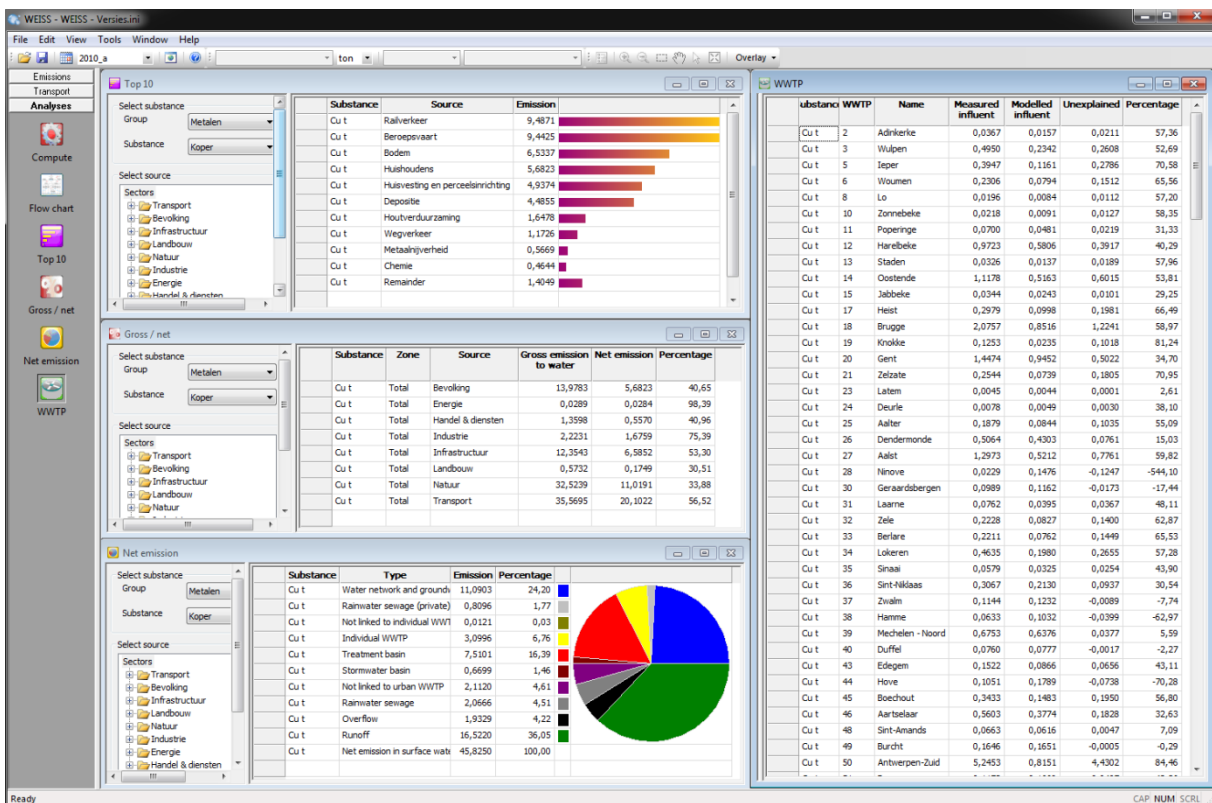 WEISS - WEISS - Versies.ini
File Edit View Tools Window Help
2010_a ton Overlay
Emissions
Transport
Analyses
Compute
Flow chart
Top 10
Gross / net
Net emission
WWTP
Top 10
Select substance
Group Metalen
Substance Koper
Select source
Sectors
Transport
Bevolking
Infrastructuur
Landbouw
Natuur
Industrie
Energie
Handel & diensten
Substance Source Emission
Cu t Railverkeer 9,4871
Cu t Beroepsvaart 9,4425
Cu t Bodem 6,5337
Cu t Huishoudens 5,6823
Cu t Huisvesting en perceelsinrichting 4,9374
Cu t Depositie 4,4855
Cu t Houtverduurzaming 1,6478
Cu t Wegverkeer 1,1726
Cu t Metaalnijverheid 0,5669
Cu t Chemie 0,4644
Cu t Remainder 1,4049
Gross / net
Select substance
Group Metalen
Substance Koper
Select source
Sectors
Transport
Bevolking
Infrastructuur
Landbouw
Natuur
Substance Zone Source Gross emission to water Net emission Percentage
Cu t Total Bevolking 13,9783 5,6823 40,65
Cu t Total Energie 0,0289 0,0284 98,39
Cu t Total Handel & diensten 1,3598 0,5570 40,96
Cu t Total Industrie 2,2231 1,6759 75,39
Cu t Total Infrastructuur 12,3543 6,5852 53,30
Cu t Total Landbouw 0,5732 0,1749 30,51
Cu t Total Natuur 32,5239 11,0191 33,88
Cu t Total Transport 35,5695 20,1022 56,52
Net emission
Select substance
Group Metalen
Substance Koper
Select source
Sectors
Transport
Bevolking
Infrastructuur
Landbouw
Natuur
Industrie
Energie
Handel & diensten
Substance Type Emission Percentage
Cu t Water network and groundw 11,0903 24,20
Cu t Rainwater sewage (private) 0,8096 1,77
Cu t Not linked to individual WWT 0,0121 0,03
Cu t Individual WWTP 3,0996 6,76
Cu t Treatment basin 7,5101 16,39
Cu t Stormwater basin 0,6699 1,46
Cu t Not linked to urban WWTP 2,1120 4,61
Cu t Rainwater sewage 2,0666 4,51
Cu t Overflow 1,9329 4,22
Cu t Runoff 16,5220 36,05
Cu t Net emission in surface wate 45,8250 100,00
WWTP
ubstanc WWTP Name Measured influent Modelled influent Unexplained Percentage
Cu t 2 Adinkerke 0,0367 0,0157 0,0211 57,36
Cu t 3 Wulpen 0,4950 0,2342 0,2608 52,69
Cu t 5 Ieper 0,3947 0,1161 0,2786 70,58
Cu t 6 Woumen 0,2306 0,0794 0,1512 65,56
Cu t 8 Lo 0,0196 0,0084 0,0112 57,20
Cu t 10 Zonnebeke 0,0218 0,0091 0,0127 58,35
Cu t 11 Poperinge 0,0700 0,0481 0,0219 31,33
Cu t 12 Harelbeke 0,9723 0,5806 0,3917 40,29
Cu t 13 Staden 0,0326 0,0137 0,0189 57,96
Cu t 14 Oostende 1,1178 0,5163 0,6015 53,81
Cu t 15 Jabbeke 0,0344 0,0243 0,0101 29,25
Cu t 17 Heist 0,2979 0,0998 0,1981 66,49
Cu t 18 Brugge 2,0757 0,8516 1,2241 58,97
Cu t 19 Knokke 0,1253 0,0235 0,1018 81,24
Cu t 20 Gent 1,4474 0,9452 0,5022 34,70
Cu t 21 Zelzate 0,2544 0,0739 0,1805 70,95
Cu t 23 Latem 0,0045 0,0044 0,0001 2,61
Cu t 24 Deurle 0,0078 0,0049 0,0030 38,10
Cu t 25 Aalter 0,1879 0,0844 0,1035 55,09
Cu t 26 Dendermonde 0,5064 0,4303 0,0761 15,03
Cu t 27 Aalst 1,2973 0,5212 0,7761 59,82
Cu t 28 Ninove 0,0229 0,1476 -0,1247 -544,10
Cu t 30 Geraardsbergen 0,0989 0,1162 -0,0173 -17,44
Cu t 31 Laarne 0,0762 0,0395 0,0367 48,11
Cu t 32 Zele 0,2228 0,0827 0,1400 62,87
Cu t 33 Berlare 0,2211 0,0762 0,1449 65,53
Cu t 34 Lokeren 0,4635 0,1980 0,2655 57,28
Cu t 35 Sinaai 0,0579 0,0325 0,0254 43,90
Cu t 36 Sint-Niklaas 0,3067 0,2130 0,0937 30,54
Cu t 37 Zwalm 0,1144 0,1232 -0,0089 -7,74
Cu t 38 Hamme 0,0633 0,1032 -0,0399 -62,97
Cu t 39 Mechelen - Noord 0,6753 0,6376 0,0377 5,59
Cu t 40 Duffel 0,0760 0,0777 -0,0017 -2,27
Cu t 43 Edegem 0,1522 0,0866 0,0656 43,11
Cu t 44 Hove 0,1051 0,1789 -0,0738 -70,28
Cu t 45 Boechout 0,3433 0,1483 0,1950 56,80
Cu t 46 Aartselaar 0,5603 0,3774 0,1828 32,63
Cu t 48 Sint-Amands 0,0663 0,0616 0,0047 7,09
Cu t 49 Burcht 0,1646 0,1651 -0,0005 -0,29
Cu t 50 Antwerpen-Zuid 5,2453 0,8151 4,4302 84,46
Ready CAP NUM SCRL